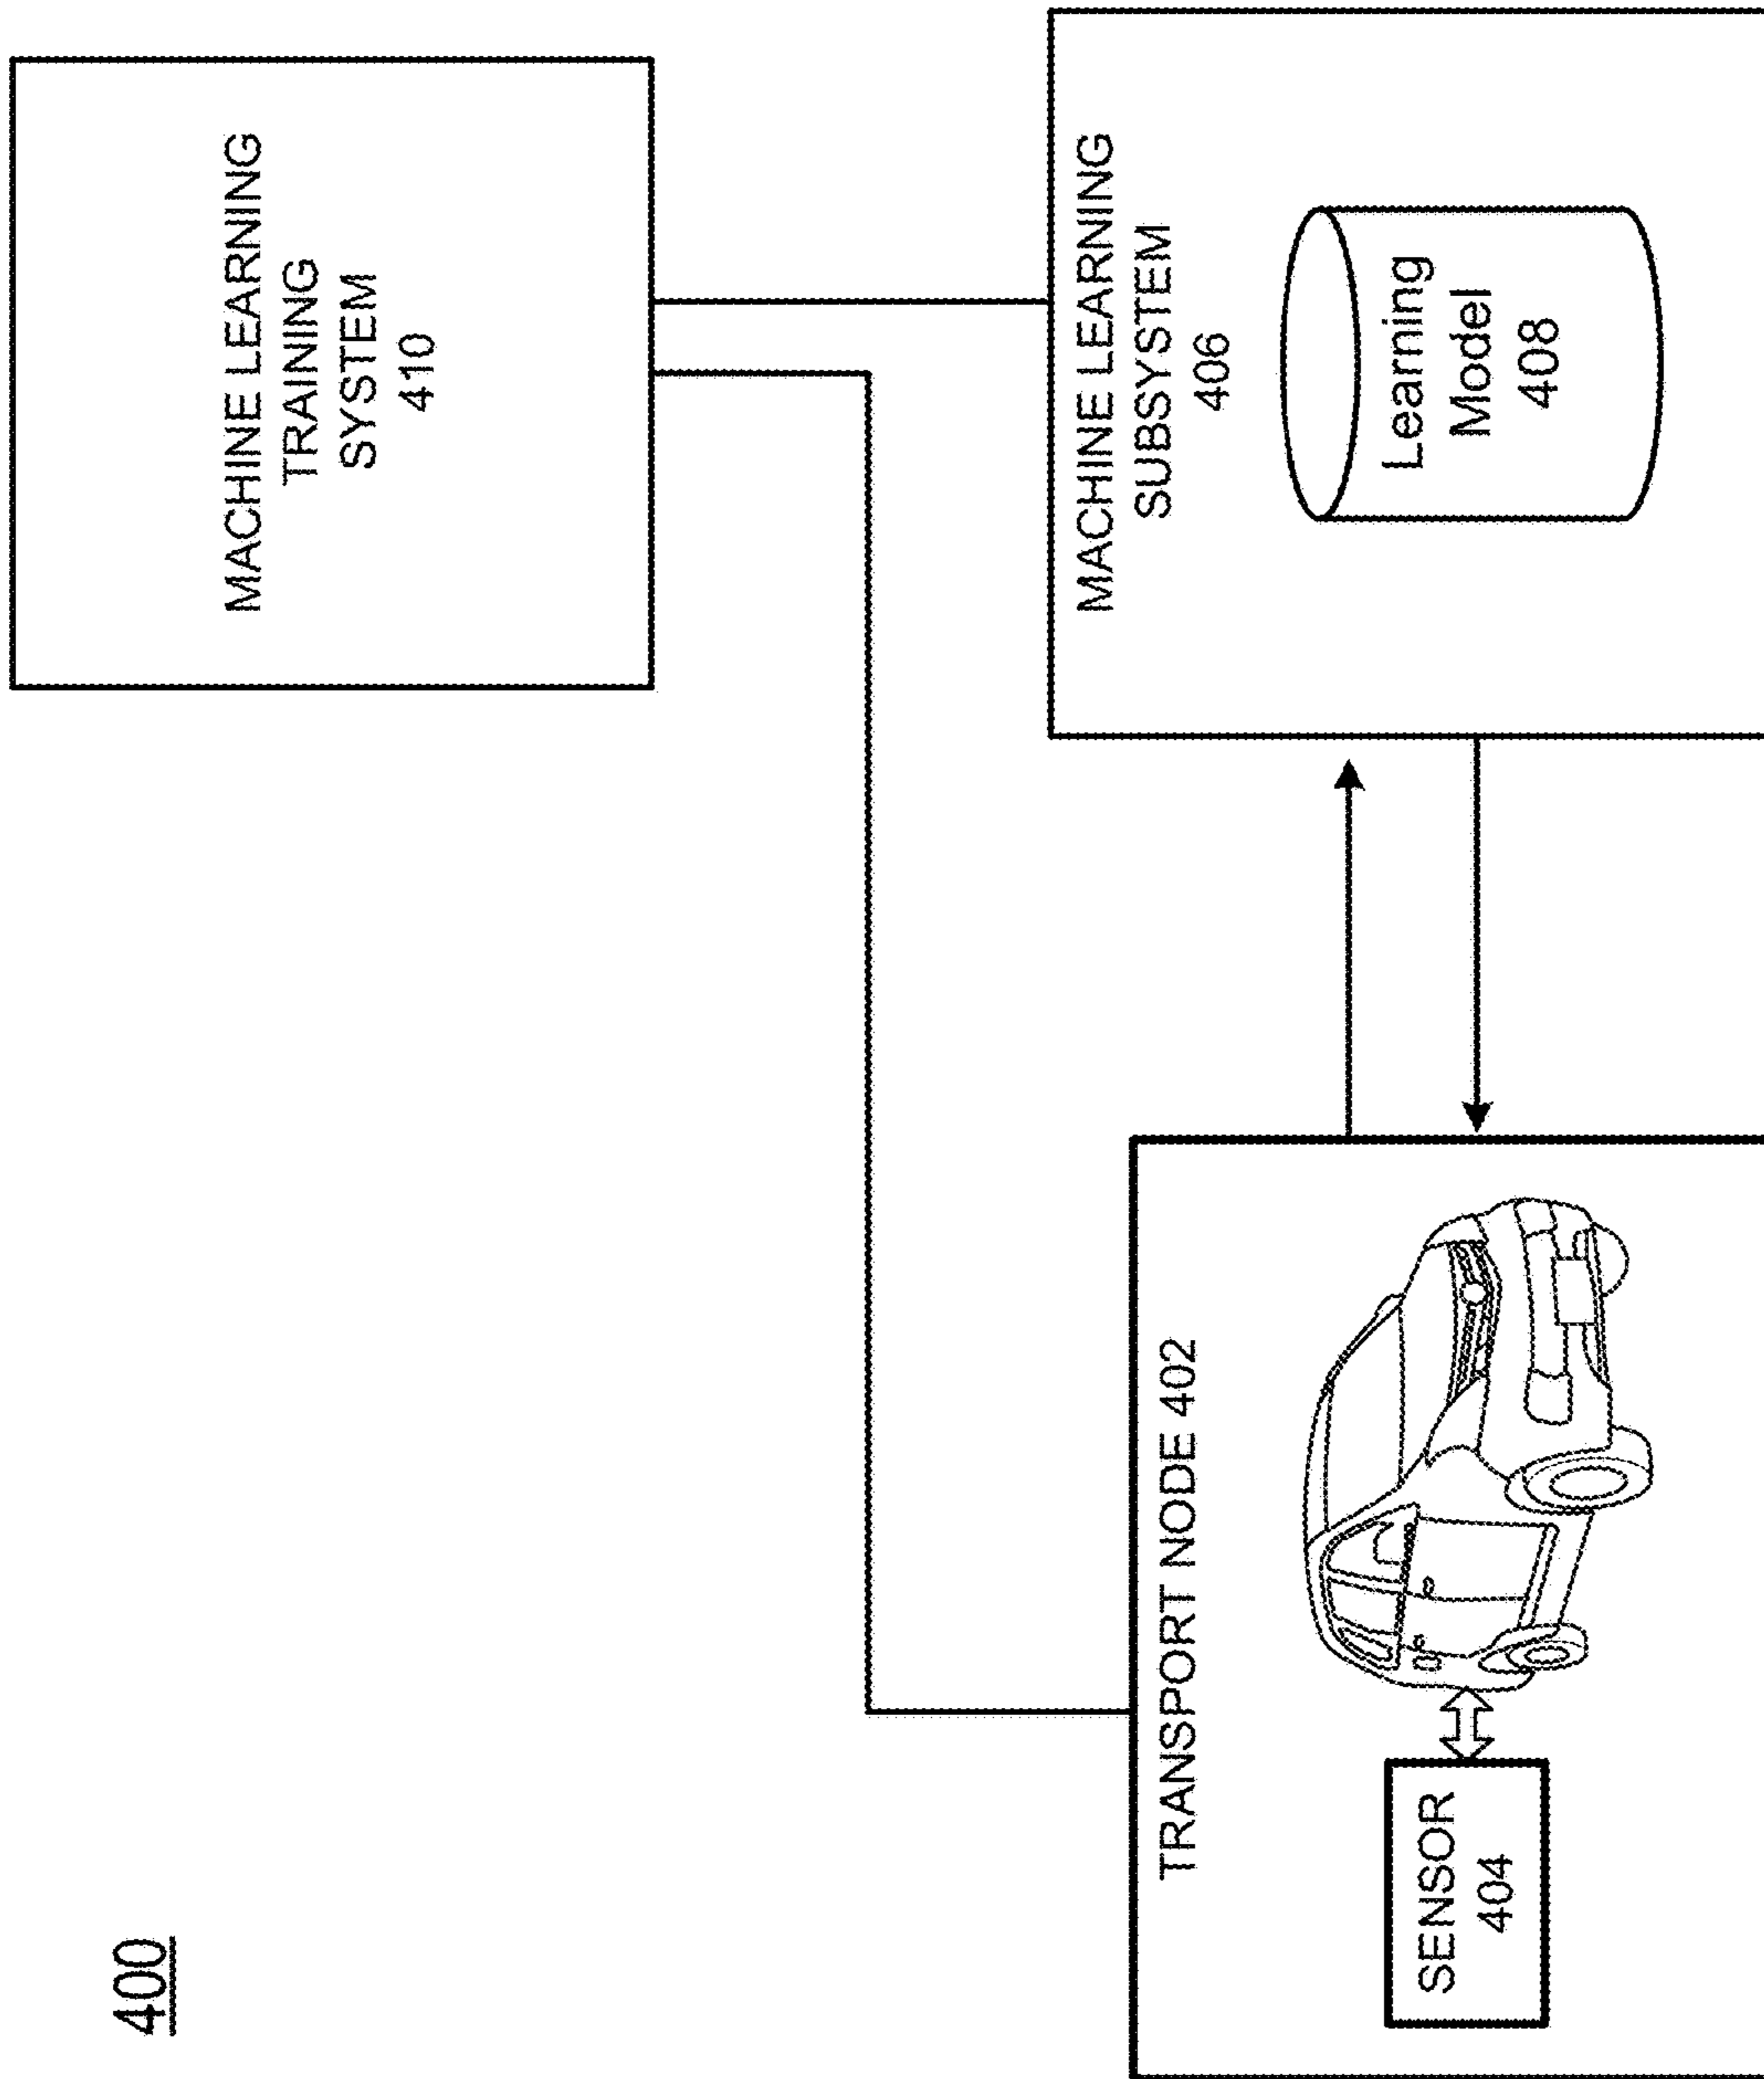 400
MACHINE LEARNING
TRAINING
SYSTEM
410
TRANSPORT NODE 402
SENSOR
404
MACHINE LEARNING
SUBSYSTEM
406
Learning
Model
408